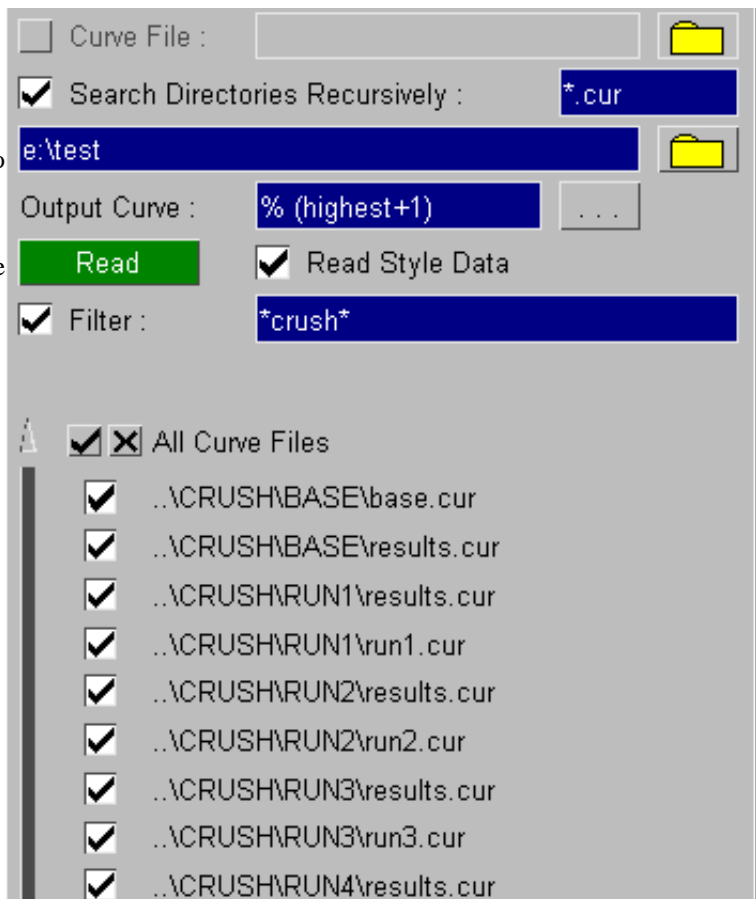 Curve File :
Search Directories Recursively : *.cur
e:\test
Output Curve : % (highest+1) ...
Read Read Style Data
Filter : *crush*
All Curve Files
..\CRUSH\BASE\base.cur
..\CRUSH\BASE\results.cur
..\CRUSH\RUN1\results.cur
..\CRUSH\RUN1\run1.cur
..\CRUSH\RUN2\results.cur
..\CRUSH\RUN2\run2.cur
..\CRUSH\RUN3\results.cur
..\CRUSH\RUN3\run3.cur
..\CRUSH\RUN4\results.cur